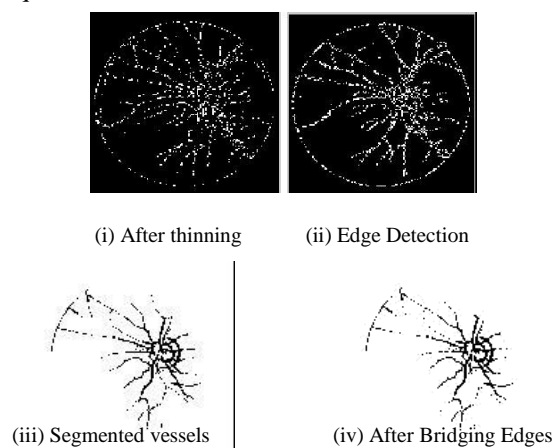 (i) After thinning (ii) Edge Detection
(iii) Segmented vessels (iv) After Bridging Edges